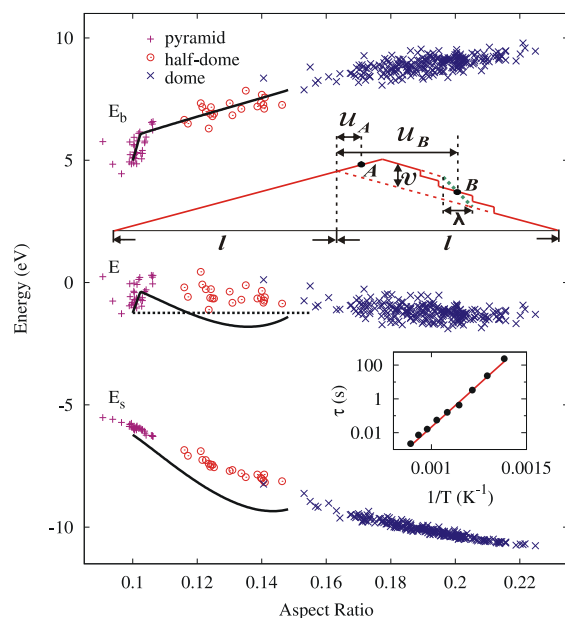 + pyramid
⊙ half-dome
× dome
10
5
0
-5
-10
Energy (eV)
E_b
u_A
u_B
A
v
B
λ
l
l
E
E_s
100
1
0.01
τ (s)
0.001
0.0015
1/T (K⁻¹)
0.1
0.12
0.14
0.16
0.18
0.2
0.22
Aspect Ratio